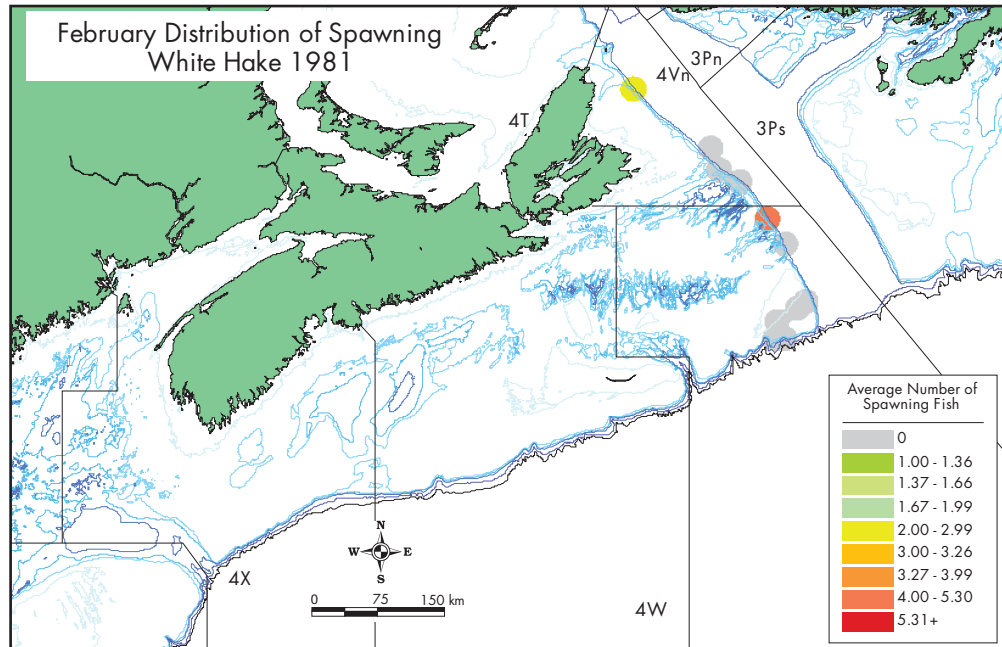 February Distribution of Spawning
White Hake 1981
3Pn
4Vn
4T
3Ps
Average Number of
Spawning Fish
0
1.00 - 1.36
1.37 - 1.66
1.67 - 1.99
2.00 - 2.99
3.00 - 3.26
3.27 - 3.99
4.00 - 5.30
5.31+
N
W E
S
4X
0 75 150 km
4W